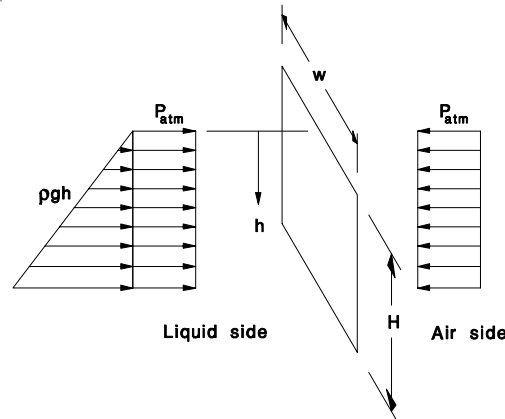 w
P_atm
P_atm
ρgh
h
H
Liquid side
Air side